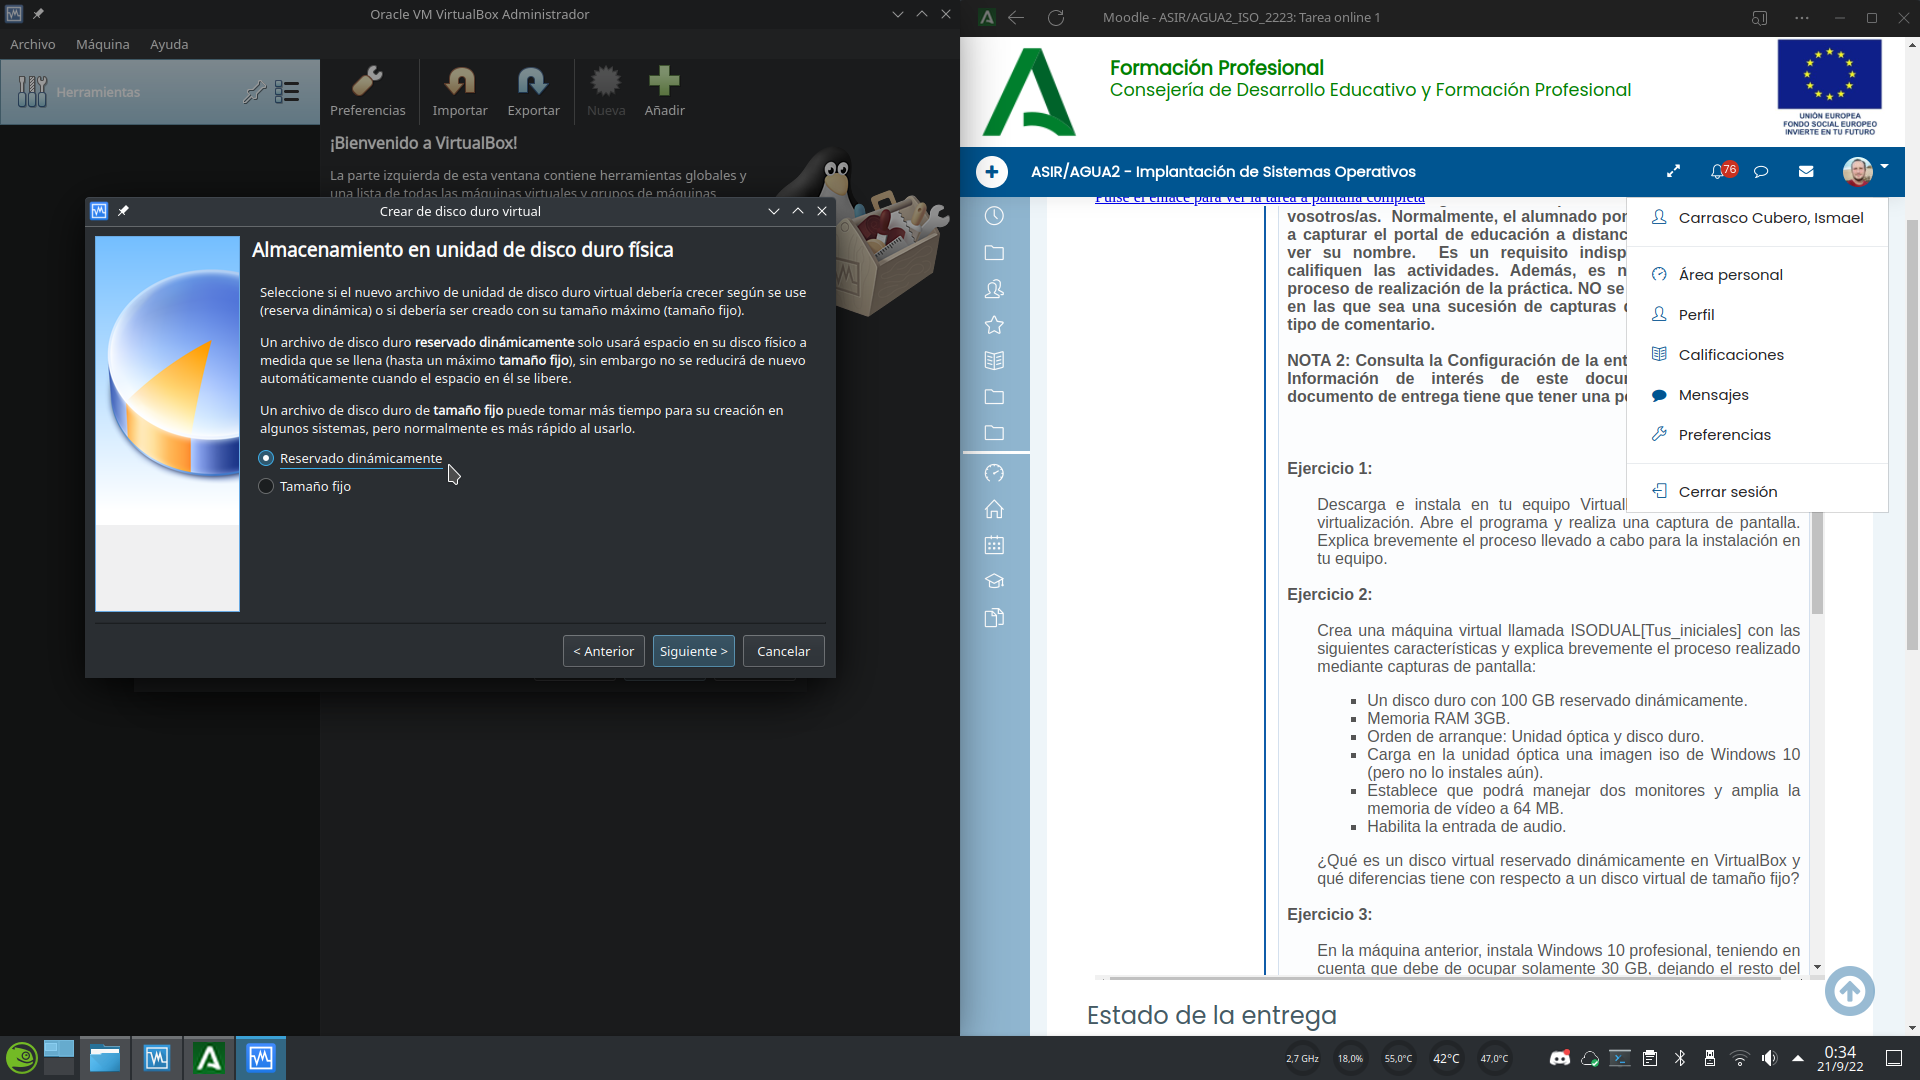 Oracle VM VirtualBox Administrador
Archivo Máquina Ayuda
Herramientas
Preferencias Importar Exportar Nueva Añadir
¡Bienvenido a VirtualBox!
La parte izquierda de esta ventana contiene herramientas globales y
una lista de todas las máquinas virtuales y grupos de máquinas
Crear de disco duro virtual
Almacenamiento en unidad de disco duro física
Seleccione si el nuevo archivo de unidad de disco duro virtual debería crecer según se use
(reserva dinámica) o si debería ser creado con su tamaño máximo (tamaño fijo).
Un archivo de disco duro reservado dinámicamente solo usará espacio en su disco físico a
medida que se llena (hasta un máximo tamaño fijo), sin embargo no se reducirá de nuevo
automáticamente cuando el espacio en él se libere.
Un archivo de disco duro de tamaño fijo puede tomar más tiempo para su creación en
algunos sistemas, pero normalmente es más rápido al usarlo.
Reservado dinámicamente
Tamaño fijo
< Anterior Siguiente > Cancelar
Moodle - ASIR/AGUA2_ISO_2223: Tarea online 1
Formación Profesional
Consejería de Desarrollo Educativo y Formación Profesional
UNIÓN EUROPEA
FONDO SOCIAL EUROPEO
INVIERTE EN TU FUTURO
ASIR/AGUA2 - Implantación de Sistemas Operativos
76
Pulse el enlace para ver la tarea a pantalla completa
vosotros/as. Normalmente, el alumnado por
a capturar el portal de educación a distanc
ver su nombre. Es un requisito indisp
califiquen las actividades. Además, es n
proceso de realización de la práctica. NO se
en las que sea una sucesión de capturas
tipo de comentario.
NOTA 2: Consulta la Configuración de la ent
Información de interés de este docu
documento de entrega tiene que tener una p
Carrasco Cubero, Ismael
Área personal
Perfil
Calificaciones
Mensajes
Preferencias
Cerrar sesión
Ejercicio 1:
Descarga e instala en tu equipo Virtual
virtualización. Abre el programa y realiza una captura de pantalla.
Explica brevemente el proceso llevado a cabo para la instalación en
tu equipo.
Ejercicio 2:
Crea una máquina virtual llamada ISODUAL[Tus_iniciales] con las
siguientes características y explica brevemente el proceso realizado
mediante capturas de pantalla:
Un disco duro con 100 GB reservado dinámicamente.
Memoria RAM 3GB.
Orden de arranque: Unidad óptica y disco duro.
Carga en la unidad óptica una imagen iso de Windows 10
(pero no lo instales aún).
Establece que podrá manejar dos monitores y amplia la
memoria de vídeo a 64 MB.
Habilita la entrada de audio.
¿Qué es un disco virtual reservado dinámicamente en VirtualBox y
qué diferencias tiene con respecto a un disco virtual de tamaño fijo?
Ejercicio 3:
En la máquina anterior, instala Windows 10 profesional, teniendo en
cuenta que debe de ocupar solamente 30 GB, dejando el resto del
Estado de la entrega
2,7 GHz 18,0% 55,0°C 42°C 47,0°C
0:34
21/9/22